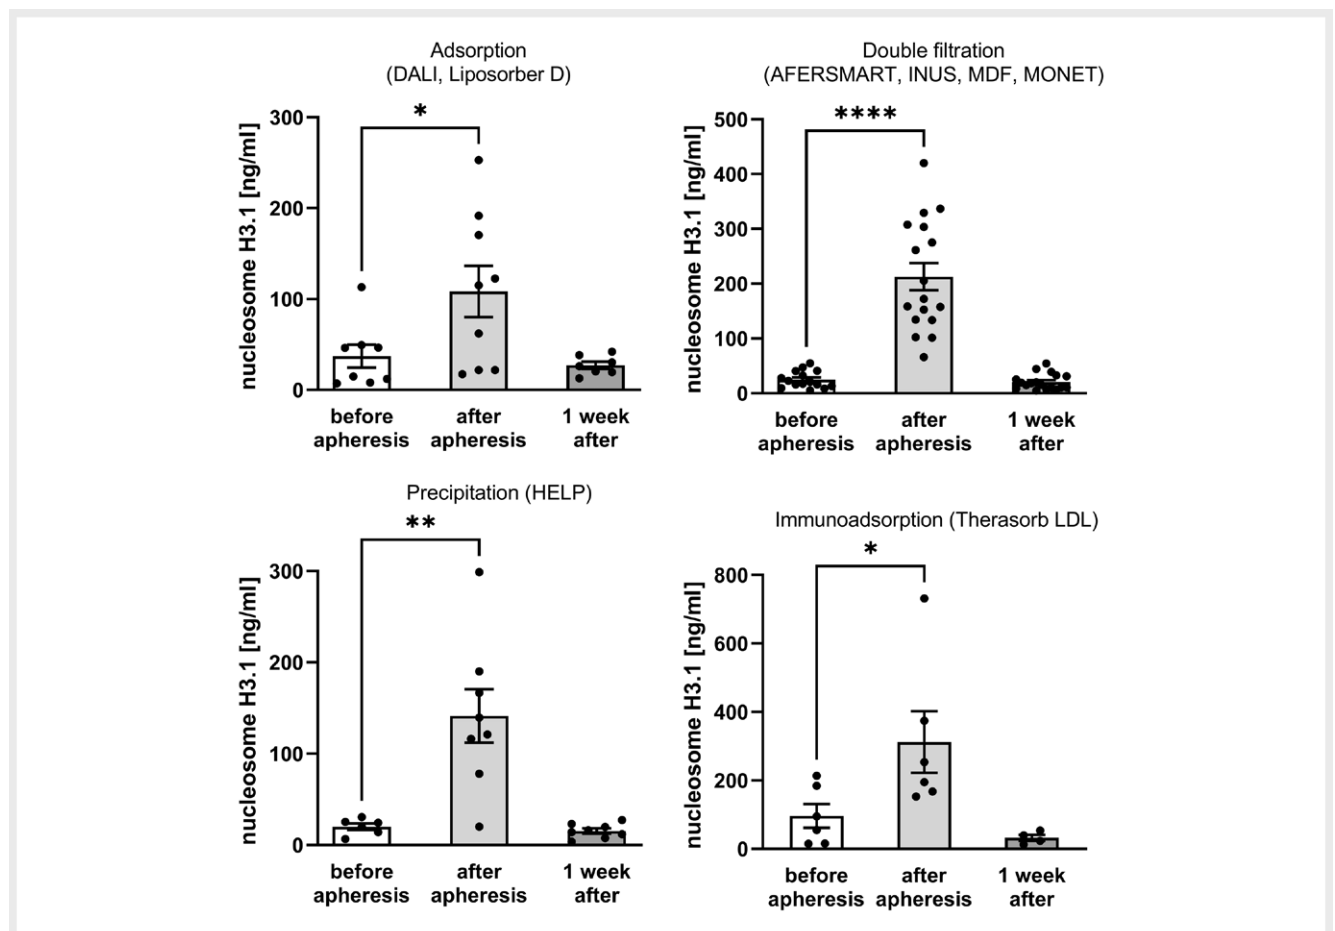 Adsorption
(DALI, Liposorber D)
*
nucleosome H3.1 [ng/ml]
300
200
100
0
before
apheresis
after
apheresis
1 week
after
Double filtration
(AFERSMART, INUS, MDF, MONET)
****
nucleosome H3.1 [ng/ml]
500
400
300
200
100
0
before
apheresis
after
apheresis
1 week
after
Precipitation (HELP)
**
nucleosome H3.1 [ng/ml]
300
200
100
0
before
apheresis
after
apheresis
1 week
after
Immunoadsorption (Therasorb LDL)
*
nucleosome H3.1 [ng/ml]
800
600
400
200
0
before
apheresis
after
apheresis
1 week
after